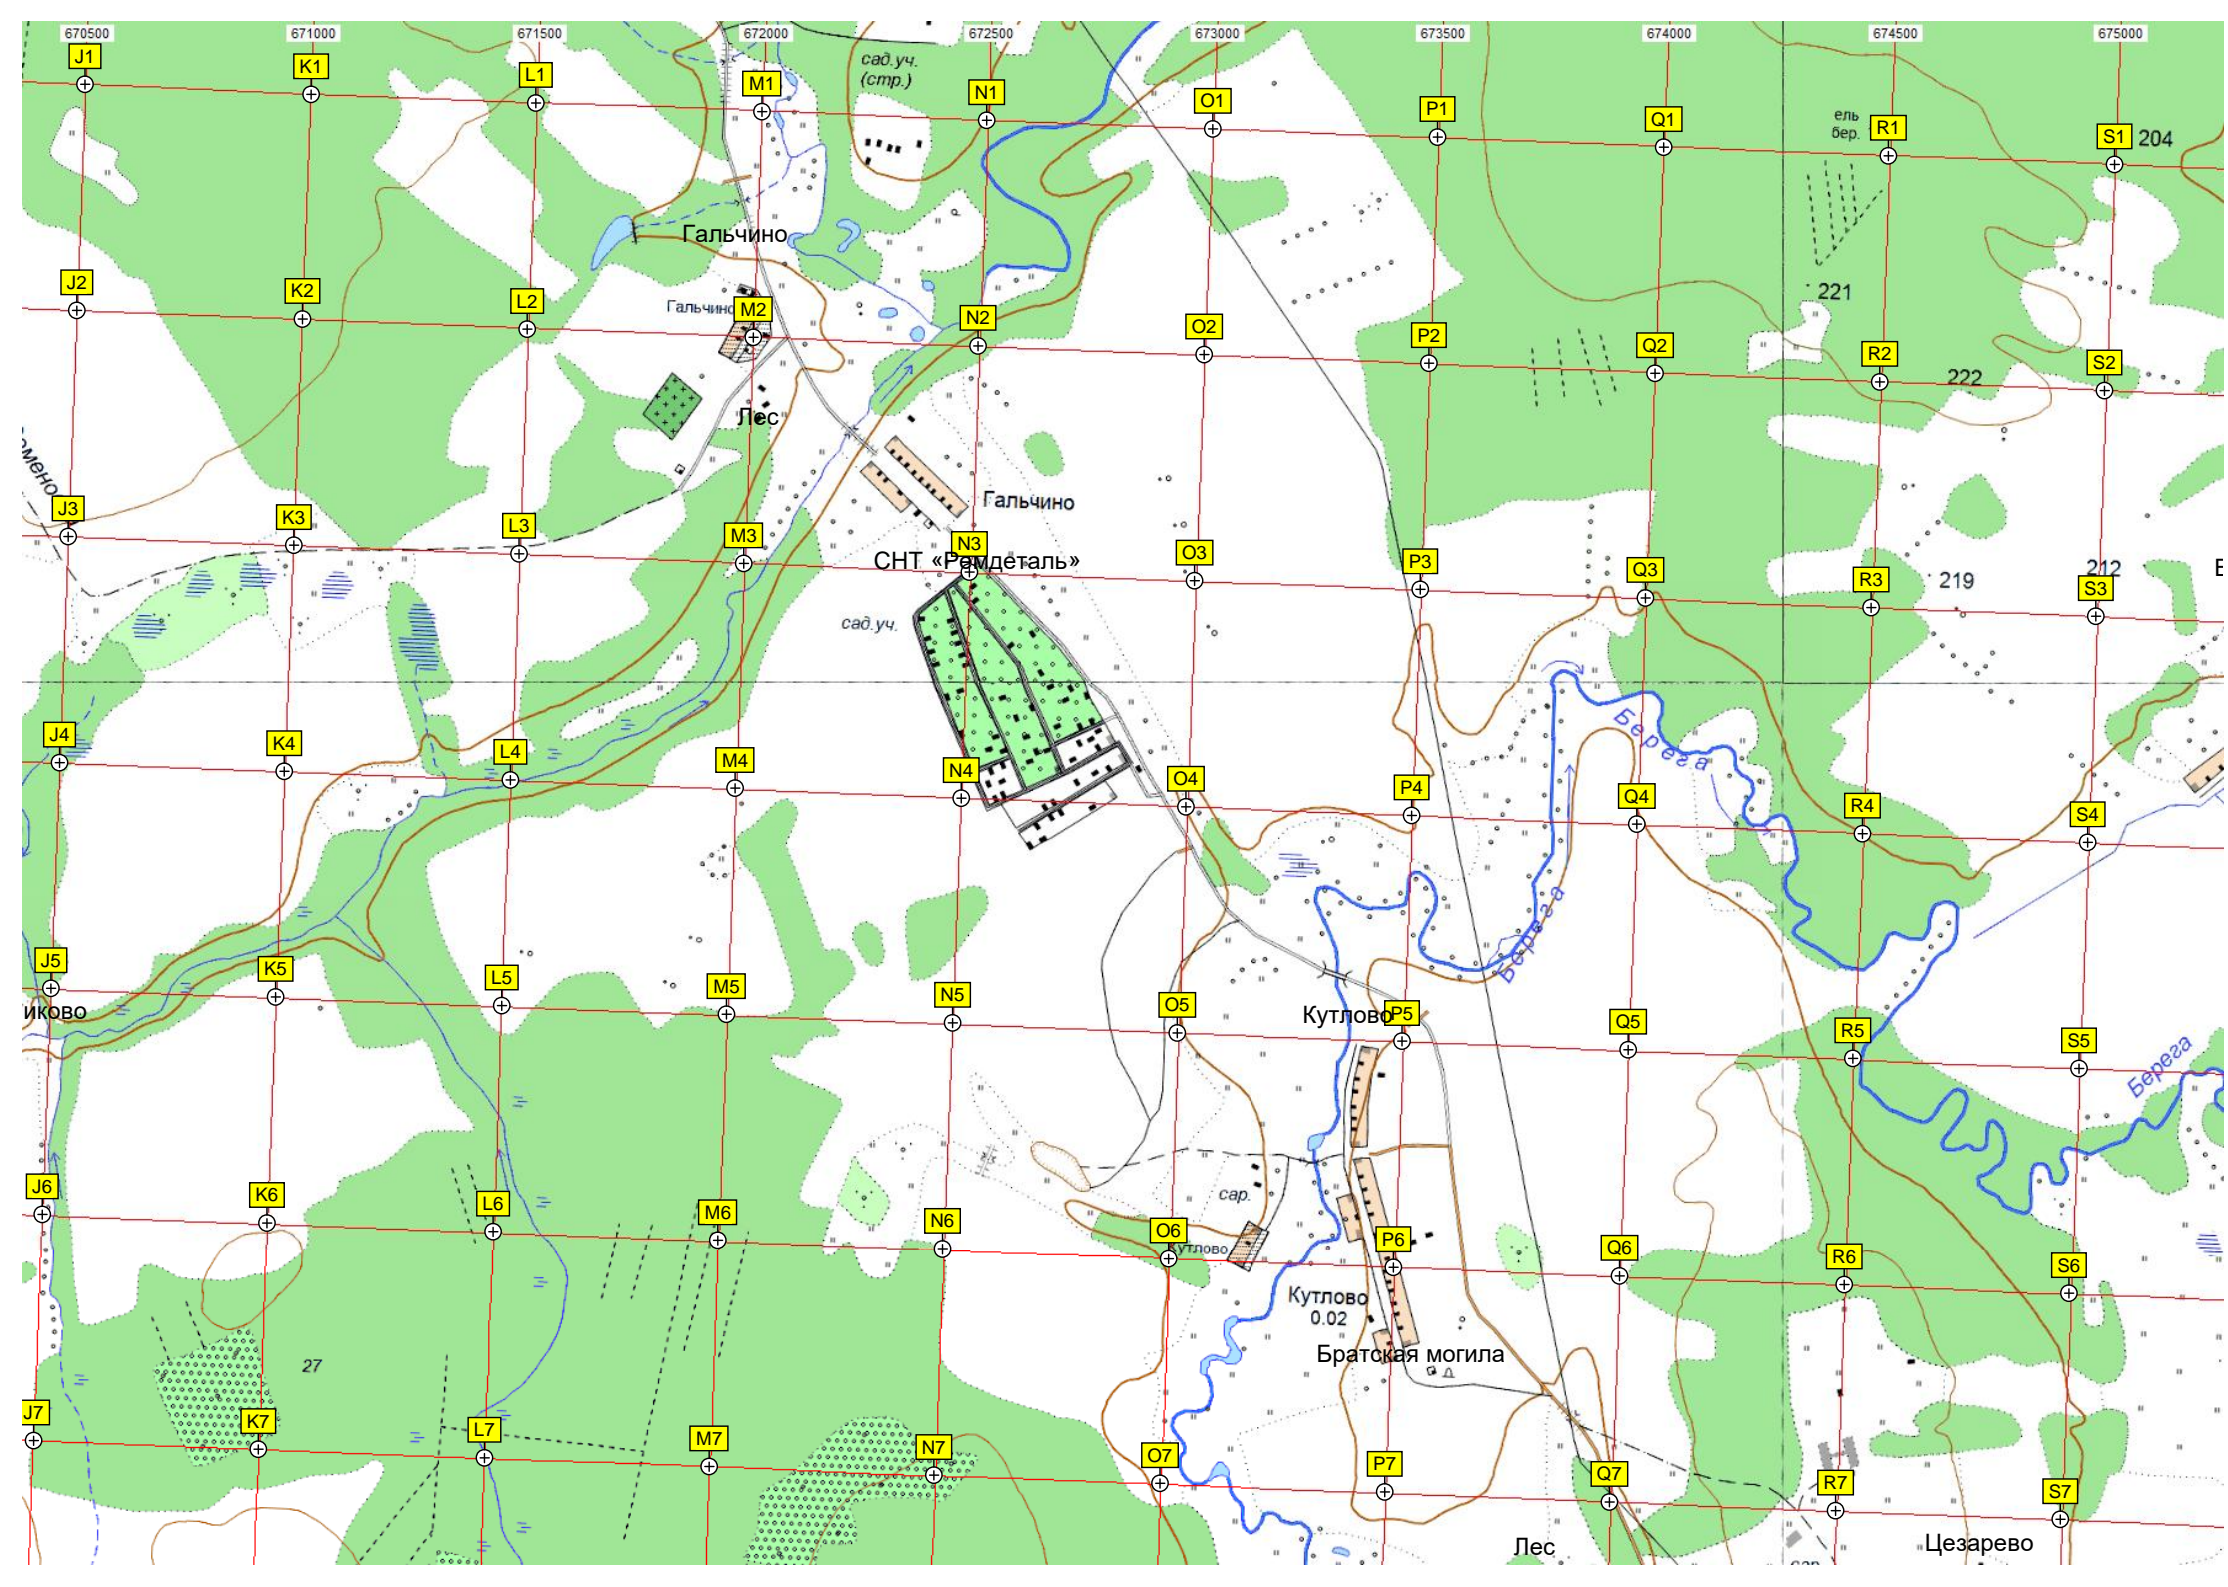 670500 671000 671500 672000 672500 673000 673500 674000 674500 675000
J1 K1 L1 M1 N1 O1 P1 Q1 R1 S1
сад.уч.
(стр.)
ель
бер.
204
Гальчино
221
J2 K2 L2 M2 N2 O2 P2 Q2 R2 S2
Гальчино
222
Лес
Гальчино
J3 K3 L3 M3 N3 O3 P3 Q3 R3 S3
СНТ «Ромдеталь»
219
212
сад.уч.
Берега
J4 K4 L4 M4 N4 O4 P4 Q4 R4 S4
Берега
J5 K5 L5 M5 N5 O5 P5 Q5 R5 S5
иково
Кутлово
Берега
J6 K6 L6 M6 N6 O6 P6 Q6 R6 S6
сар.
утлово
Кутлово
0.02
Братская могила
27
J7 K7 L7 M7 N7 O7 P7 Q7 R7 S7
Лес
Цезарево